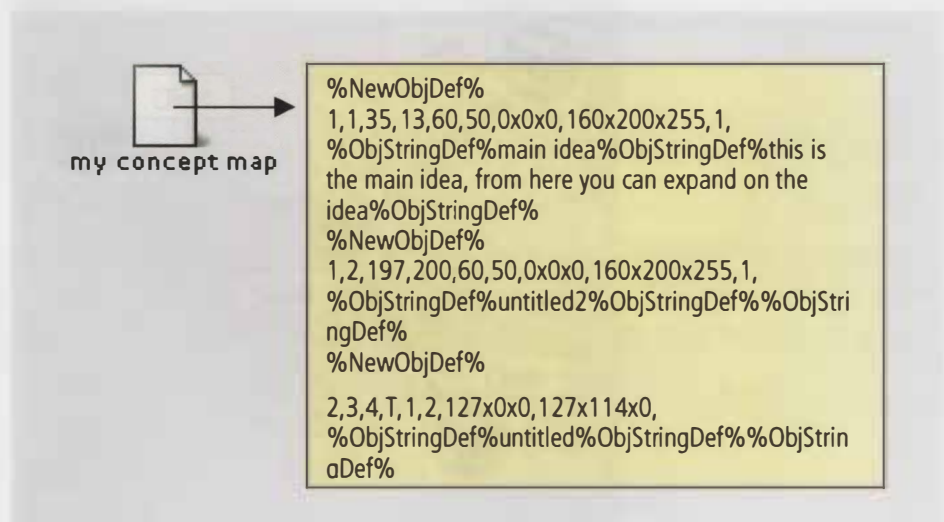 my concept map
%NewObjDef%
1,1,35,13,60,50,0x0x0,160x200x255,1,
%ObjStringDef%main idea%ObjStringDef%this is
the main idea, from here you can expand on the
idea%ObjStringDef%
%NewObjDef%
1,2,197,200,60,50,0x0x0,160x200x255,1,
%ObjStringDef%untitled2%ObjStringDef%%ObjStri
ngDef%
%NewObjDef%
2,3,4,T,1,2,127x0x0,127x114x0,
%ObjStringDef%untitled%ObjStringDef%%ObjStrin
gDef%